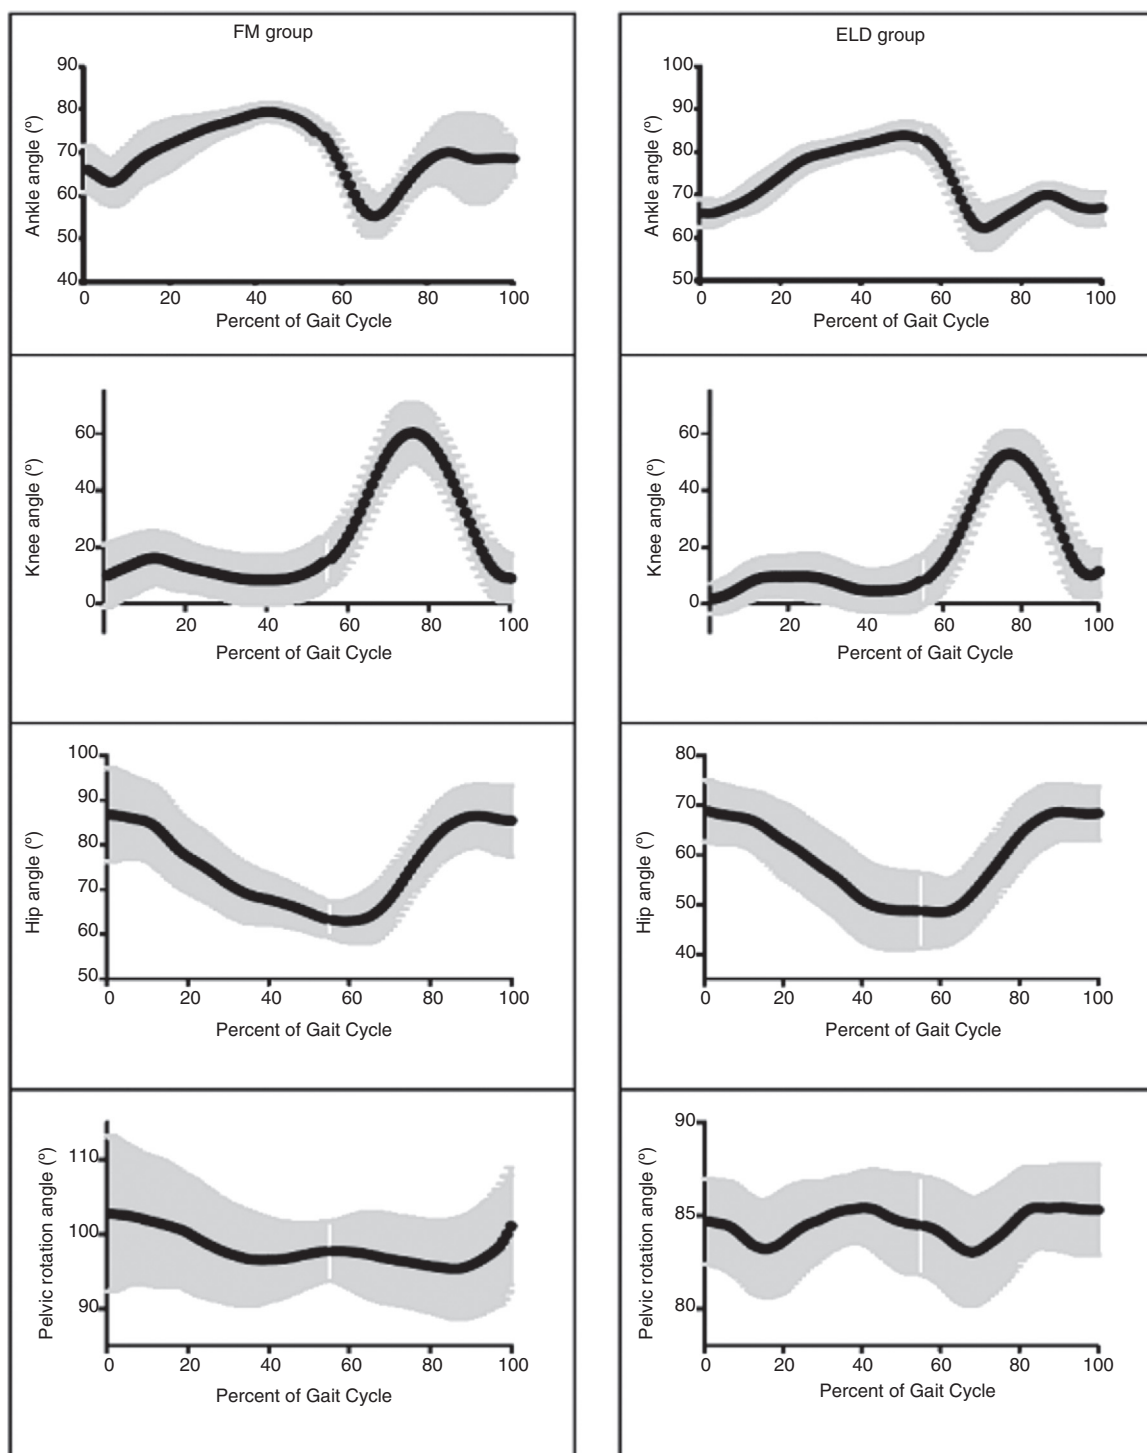 FM group
90
80
70
60
50
40
Ankle angle (º)
0 20 40 60 80 100
Percent of Gait Cycle
ELD group
100
90
80
70
60
50
Ankle angle (º)
0 20 40 60 80 100
Percent of Gait Cycle
60
40
20
0
Knee angle (º)
20 40 60 80 100
Percent of Gait Cycle
60
40
20
0
Knee angle (º)
20 40 60 80 100
Percent of Gait Cycle
100
90
80
70
60
50
Hip angle (º)
0 20 40 60 80 100
Percent of Gait Cycle
80
70
60
50
40
Hip angle (º)
0 20 40 60 80 100
Percent of Gait Cycle
110
100
90
Pelvic rotation angle (º)
0 20 40 60 80 100
Percent of Gait Cycle
90
85
80
Pelvic rotation angle (º)
0 20 40 60 80 100
Percent of Gait Cycle